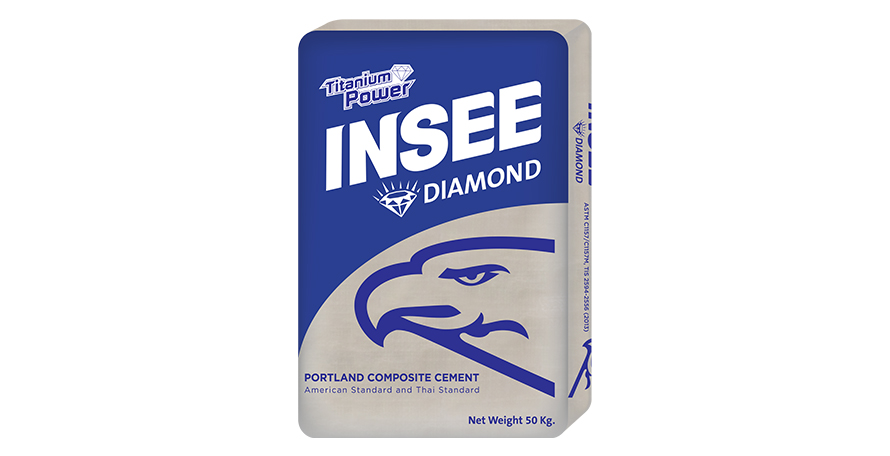 Titanium
Power
INSEE
DIAMOND
PORTLAND COMPOSITE CEMENT
American Standard and Thai Standard
Net Weight 50 Kg.
INSEE
DIAMOND
ASTM C1157/C1157M, TIS 2594-2556 (2013)